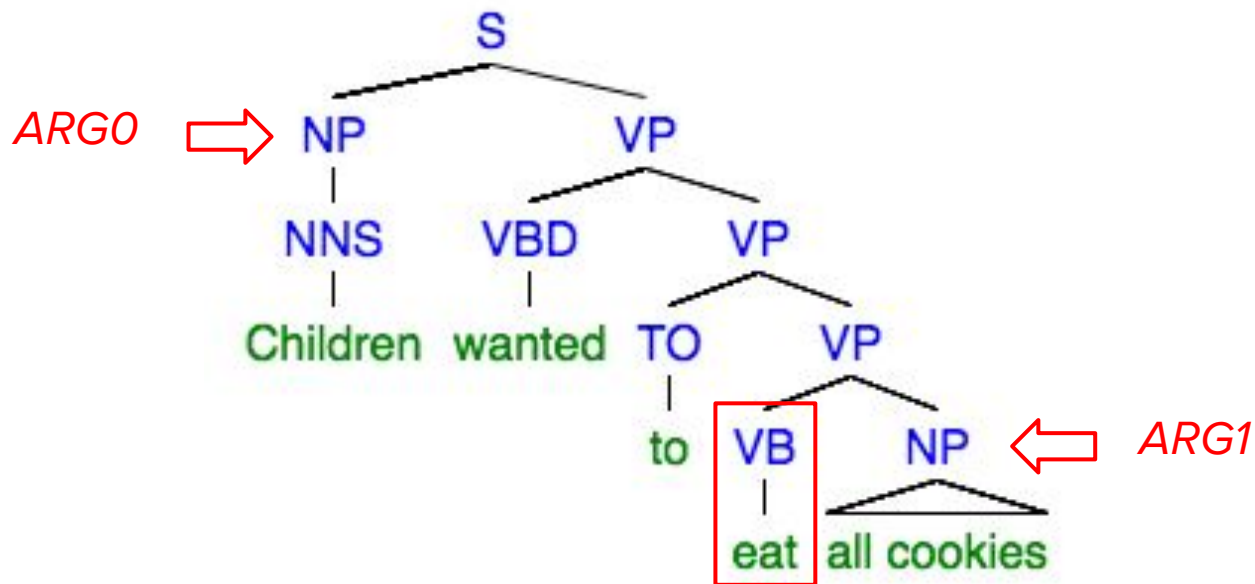 S
ARG0 NP VP
NNS VBD VP
Children wanted TO VP
to VB NP ARG1
eat all cookies